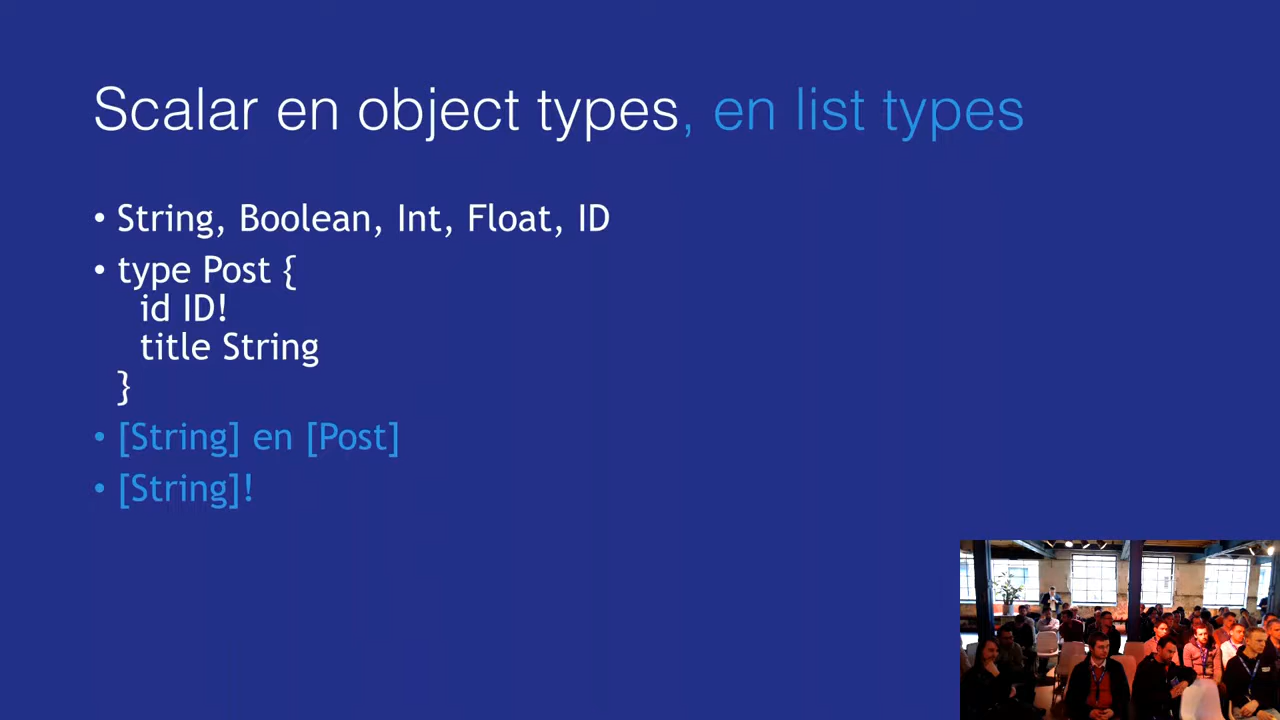 Scalar en object types, en list types
• String, Boolean, Int, Float, ID
• type Post {
id ID!
title String
}
• [String] en [Post]
• [String]!